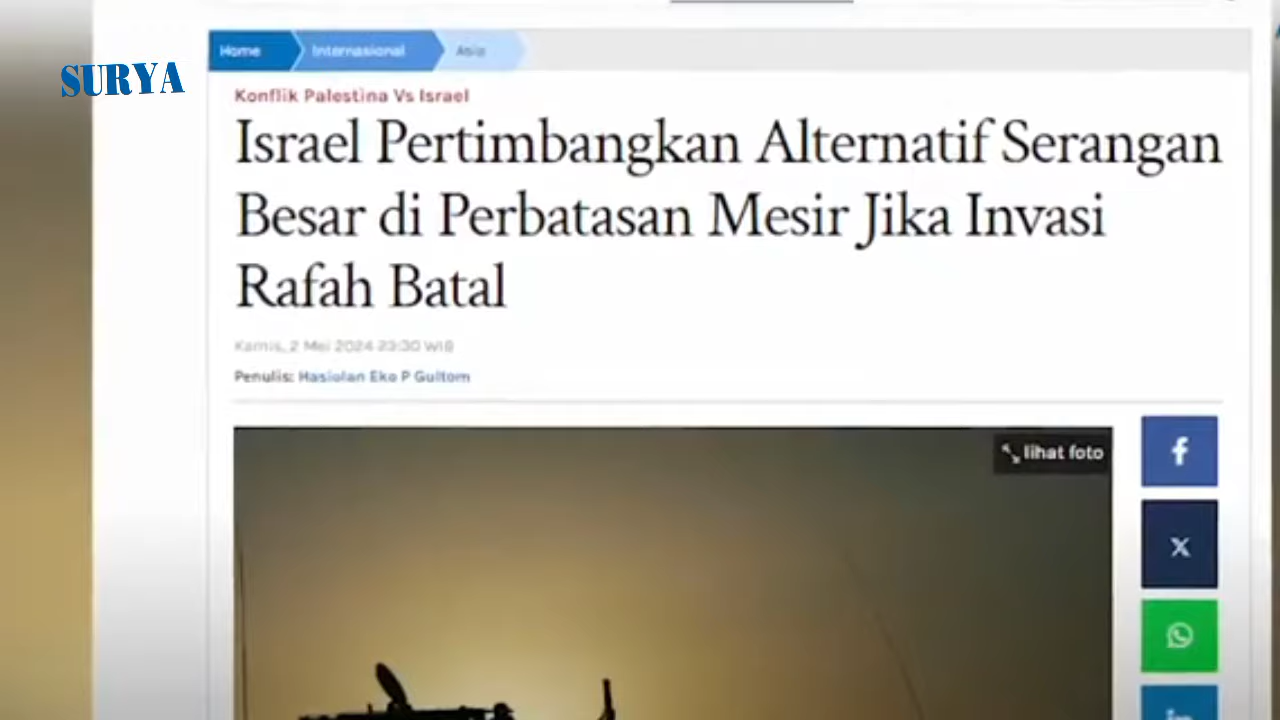 SURYA
Home Internasional Asia
Konflik Palestina Vs Israel
Israel Pertimbangkan Alternatif Serangan
Besar di Perbatasan Mesir Jika Invasi
Rafah Batal
Kamis, 2 Mei 2024 23:30 WIB
Penulis: Hasiolan Eko P Gultom
lihat foto
f
X
in